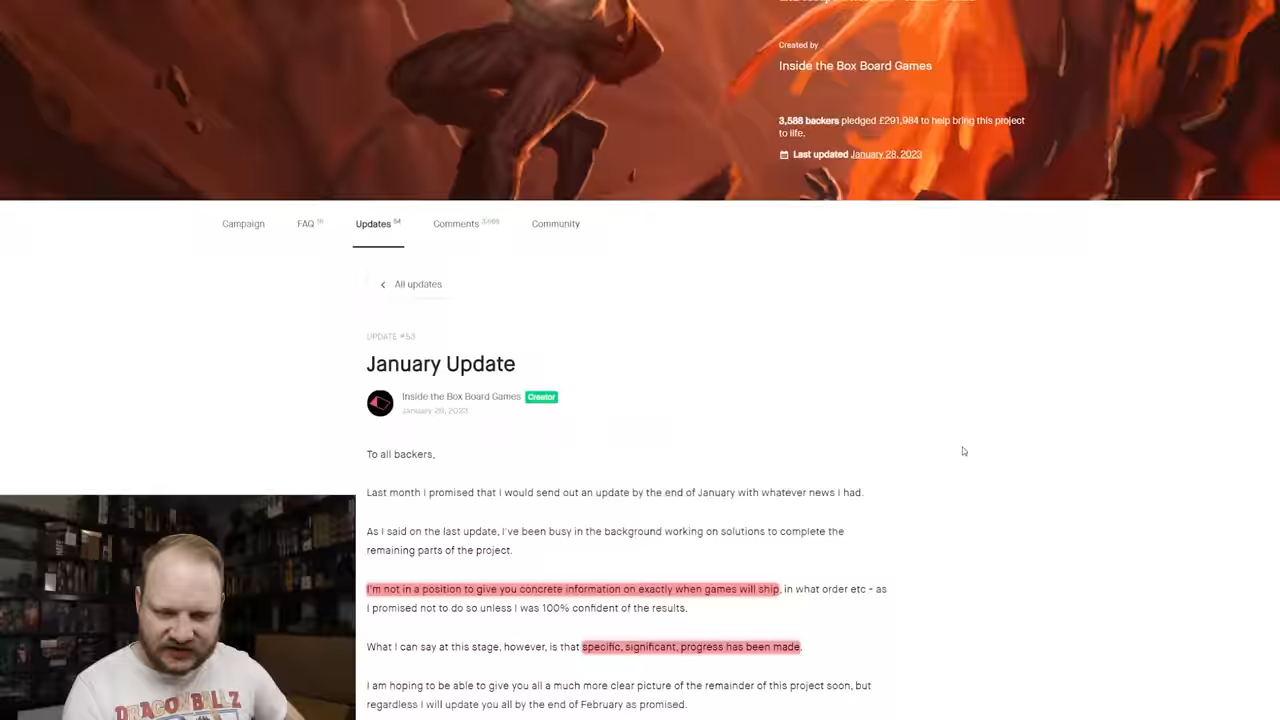 Created by
Inside the Box Board Games
3,588 backers pledged £291,984 to help bring this project
to life.
Last updated January 28, 2023
Campaign
FAQ
Updates 54
Comments
Community
All updates
UPDATE #53
January Update
Inside the Box Board Games Creator
January 28, 2023
To all backers,
Last month I promised that I would send out an update by the end of January with whatever news I had.
As I said on the last update, I've been busy in the background working on solutions to complete the
remaining parts of the project.
I'm not in a position to give you concrete information on exactly when games will ship, in what order etc - as
I promised not to do so unless I was 100% confident of the results.
What I can say at this stage, however, is that specific, significant, progress has been made.
I am hoping to be able to give you all a much more clear picture of the remainder of this project soon, but
regardless I will update you all by the end of February as promised.
DRAGONBALL Z